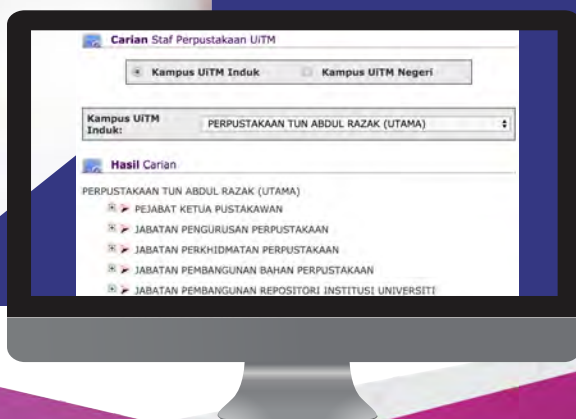 Carian Staf Perpustakaan UiTM
Kampus UiTM Induk Kampus UiTM Negeri
Kampus UiTM Induk: PERPUSTAKAAN TUN ABDUL RAZAK (UTAMA)
Hasil Carian
PERPUSTAKAAN TUN ABDUL RAZAK (UTAMA)
PEJABAT KETUA PUSTAKAWAN
JABATAN PENGURUSAN PERPUSTAKAAN
JABATAN PERKHIDMATAN PERPUSTAKAAN
JABATAN PEMBANGUNAN BAHAN PERPUSTAKAAN
JABATAN PEMBANGUNAN REPOSITORI INSTITUSI UNIVERSITI